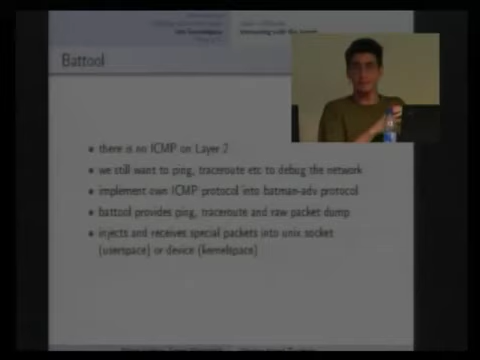 Battool
there is no ICMP on Layer 2
we still want to ping, traceroute etc to debug the network
implement own ICMP protocol into batman-adv protocol
battool provides ping, traceroute and raw packet dump
injects and receives special packets into unix socket
(userspace) or device (kernelspace)